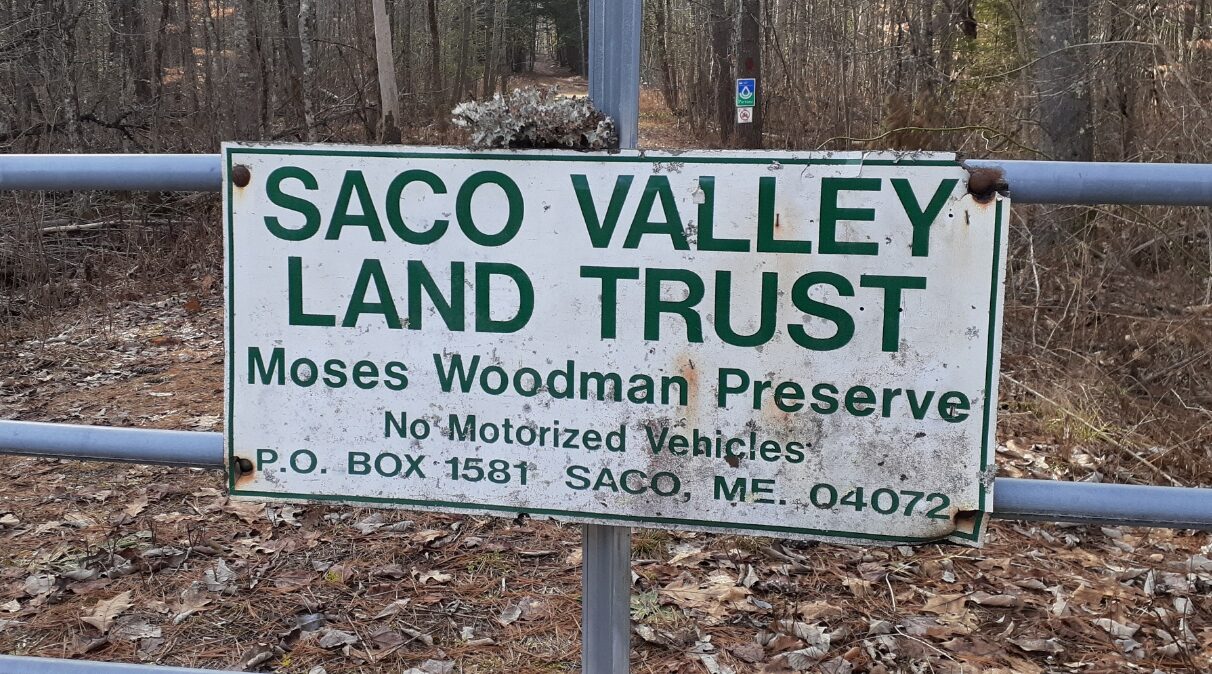 SACO VALLEY
LAND TRUST
Moses Woodman Preserve
No Motorized Vehicles
P.O. BOX 1581 SACO, ME. 04072